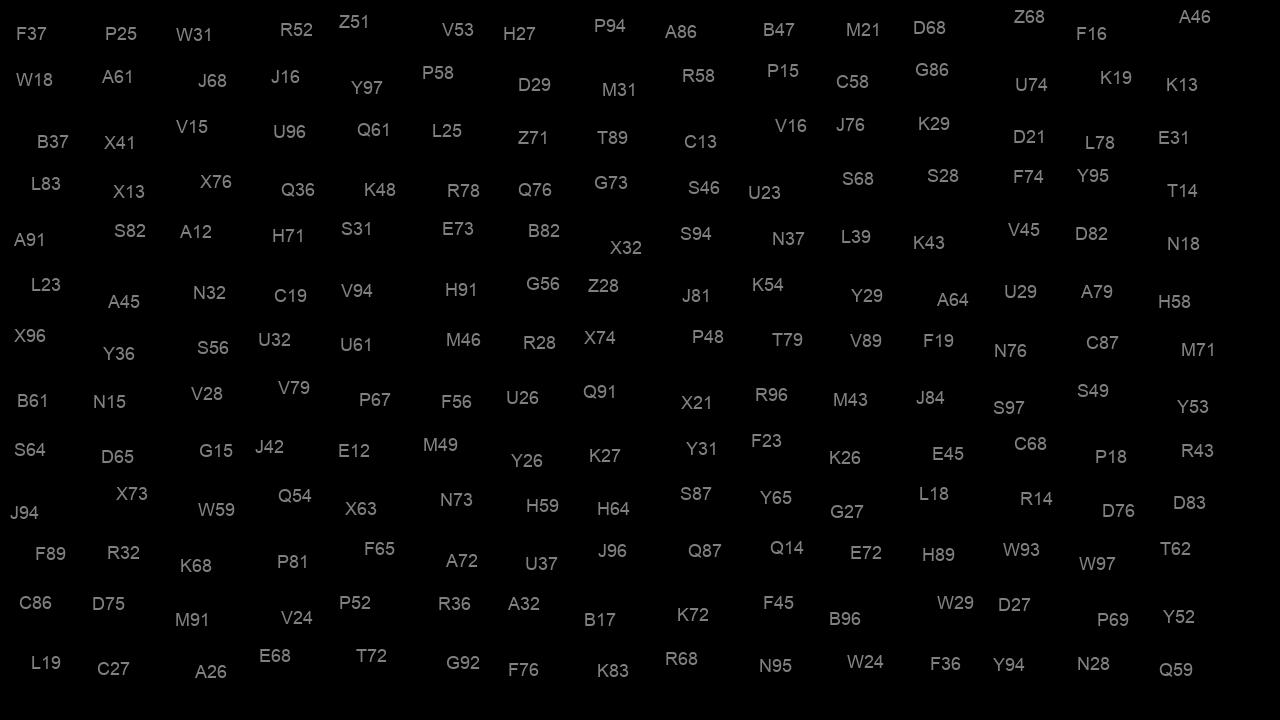 F37 P25 W31 R52 Z51 V53 H27 P94 A86 B47 M21 D68 Z68 F16 A46
W18 A61 J68 J16 Y97 P58 D29 M31 R58 P15 C58 G86 U74 K19 K13
B37 X41 V15 U96 Q61 L25 Z71 T89 C13 V16 J76 K29 D21 L78 E31
L83 X13 X76 Q36 K48 R78 Q76 G73 S46 U23 S68 S28 F74 Y95 T14
A91 S82 A12 H71 S31 E73 B82 X32 S94 N37 L39 K43 V45 D82 N18
L23 A45 N32 C19 V94 H91 G56 Z28 J81 K54 Y29 A64 U29 A79 H58
X96 Y36 S56 U32 U61 M46 R28 X74 P48 T79 V89 F19 N76 C87 M71
B61 N15 V28 V79 P67 F56 U26 Q91 X21 R96 M43 J84 S97 S49 Y53
S64 D65 G15 J42 E12 M49 Y26 K27 Y31 F23 K26 E45 C68 P18 R43
J94 X73 W59 Q54 X63 N73 H59 H64 S87 Y65 G27 L18 R14 D76 D83
F89 R32 K68 P81 F65 A72 U37 J96 Q87 Q14 E72 H89 W93 W97 T62
C86 D75 M91 V24 P52 R36 A32 B17 K72 F45 B96 W29 D27 P69 Y52
L19 C27 A26 E68 T72 G92 F76 K83 R68 N95 W24 F36 Y94 N28 Q59